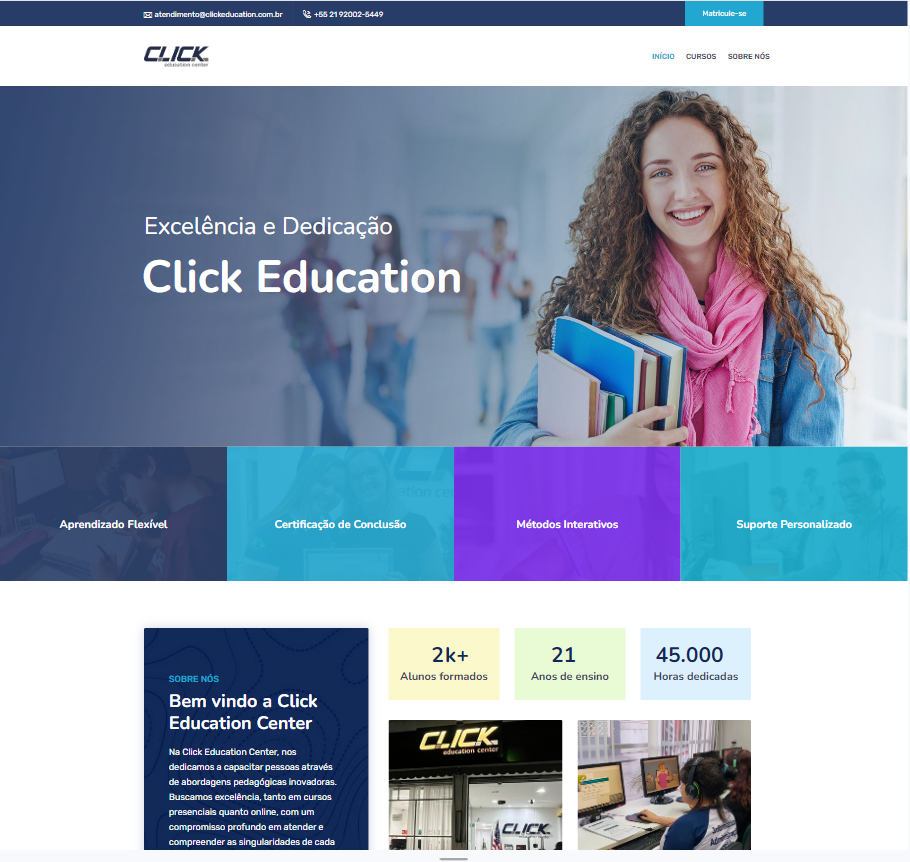 atendimento@clickeducation.com.br
+55 21 92002-5449
Matricule-se
CLICK
education center
INÍCIO
CURSOS
SOBRE NÓS
Excelência e Dedicação
Click Education
Aprendizado Flexível
Certificação de Conclusão
Métodos Interativos
Suporte Personalizado
SOBRE NÓS
Bem vindo a Click
Education Center
Na Click Education Center, nos
dedicamos a capacitar pessoas através
de abordagens pedagógicas inovadoras.
Buscamos excelência, tanto em cursos
presenciais quanto online, com um
compromisso profundo em atender e
compreender as singularidades de cada
2k+
Alunos formados
21
Anos de ensino
45.000
Horas dedicadas
CLICK
education center
CLICK